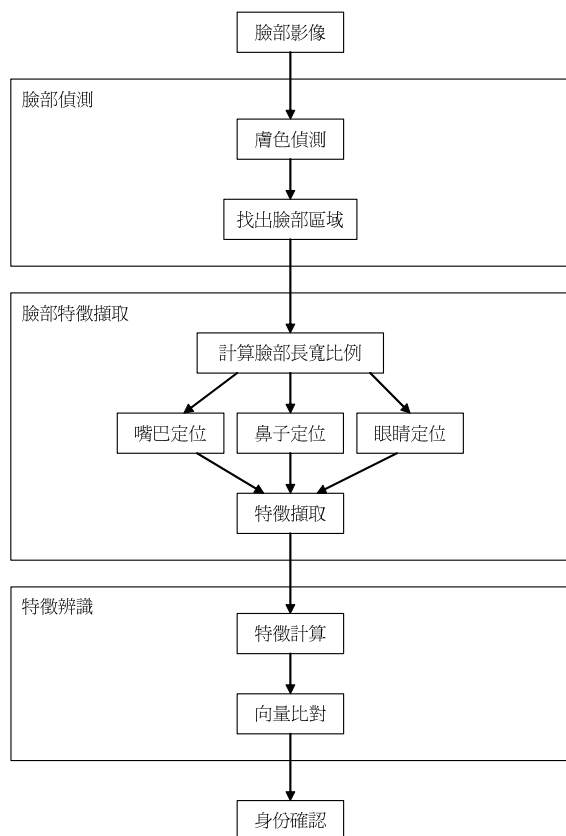 臉部影像
臉部偵測
膚色偵測
找出臉部區域
臉部特徵擷取
計算臉部長寬比例
嘴巴定位
鼻子定位
眼睛定位
特徵擷取
特徵辨識
特徵計算
向量比對
身份確認